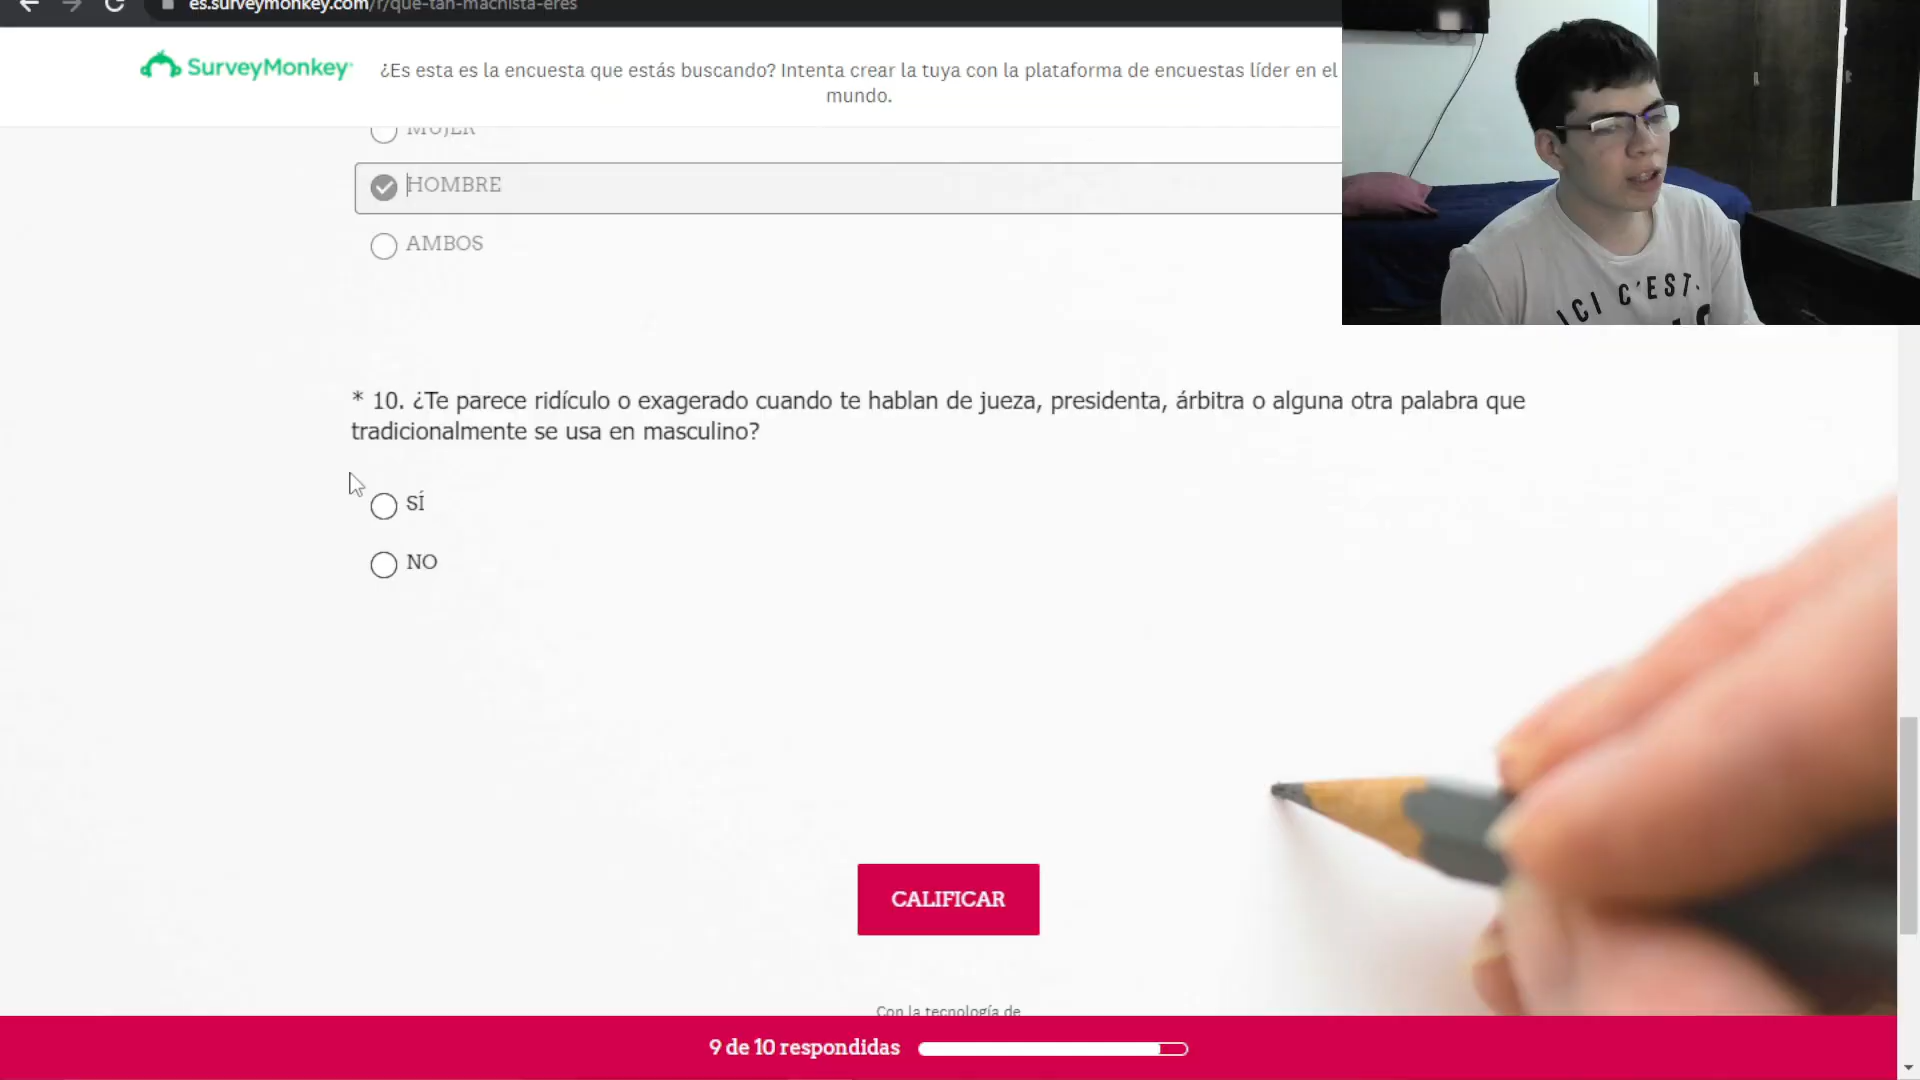 es.surveymonkey.com/r/que-tan-machista-eres
SurveyMonkey
¿Es esta es la encuesta que estás buscando? Intenta crear la tuya con la plataforma de encuestas líder en el
mundo.
MUJER
HOMBRE
AMBOS
ICI C'EST
* 10. ¿Te parece ridículo o exagerado cuando te hablan de jueza, presidenta, árbitra o alguna otra palabra que
tradicionalmente se usa en masculino?
SÍ
NO
CALIFICAR
Con la tecnología de
9 de 10 respondidas